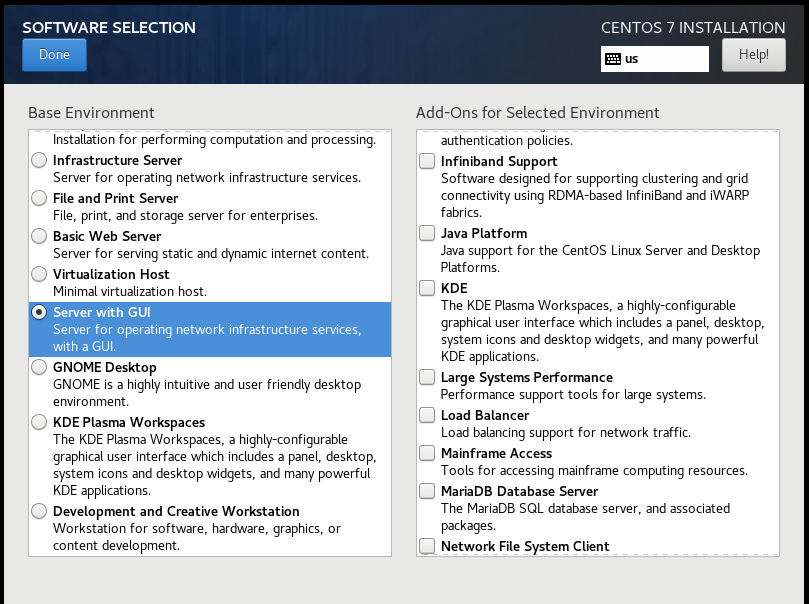 SOFTWARE SELECTION
CENTOS 7 INSTALLATION
Done
us
Help!
Base Environment
Installation for performing computation and processing.
Infrastructure Server
Server for operating network infrastructure services.
File and Print Server
File, print, and storage server for enterprises.
Basic Web Server
Server for serving static and dynamic internet content.
Virtualization Host
Minimal virtualization host.
Server with GUI
Server for operating network infrastructure services,
with a GUI.
GNOME Desktop
GNOME is a highly intuitive and user friendly desktop
environment.
KDE Plasma Workspaces
The KDE Plasma Workspaces, a highly-configurable
graphical user interface which includes a panel, desktop,
system icons and desktop widgets, and many powerful
KDE applications.
Development and Creative Workstation
Workstation for software, hardware, graphics, or
content development.
Add-Ons for Selected Environment
authentication policies.
Infiniband Support
Software designed for supporting clustering and grid
connectivity using RDMA-based InfiniBand and iWARP
fabrics.
Java Platform
Java support for the CentOS Linux Server and Desktop
Platforms.
KDE
The KDE Plasma Workspaces, a highly-configurable
graphical user interface which includes a panel, desktop,
system icons and desktop widgets, and many powerful
KDE applications.
Large Systems Performance
Performance support tools for large systems.
Load Balancer
Load balancing support for network traffic.
Mainframe Access
Tools for accessing mainframe computing resources.
MariaDB Database Server
The MariaDB SQL database server, and associated
packages.
Network File System Client